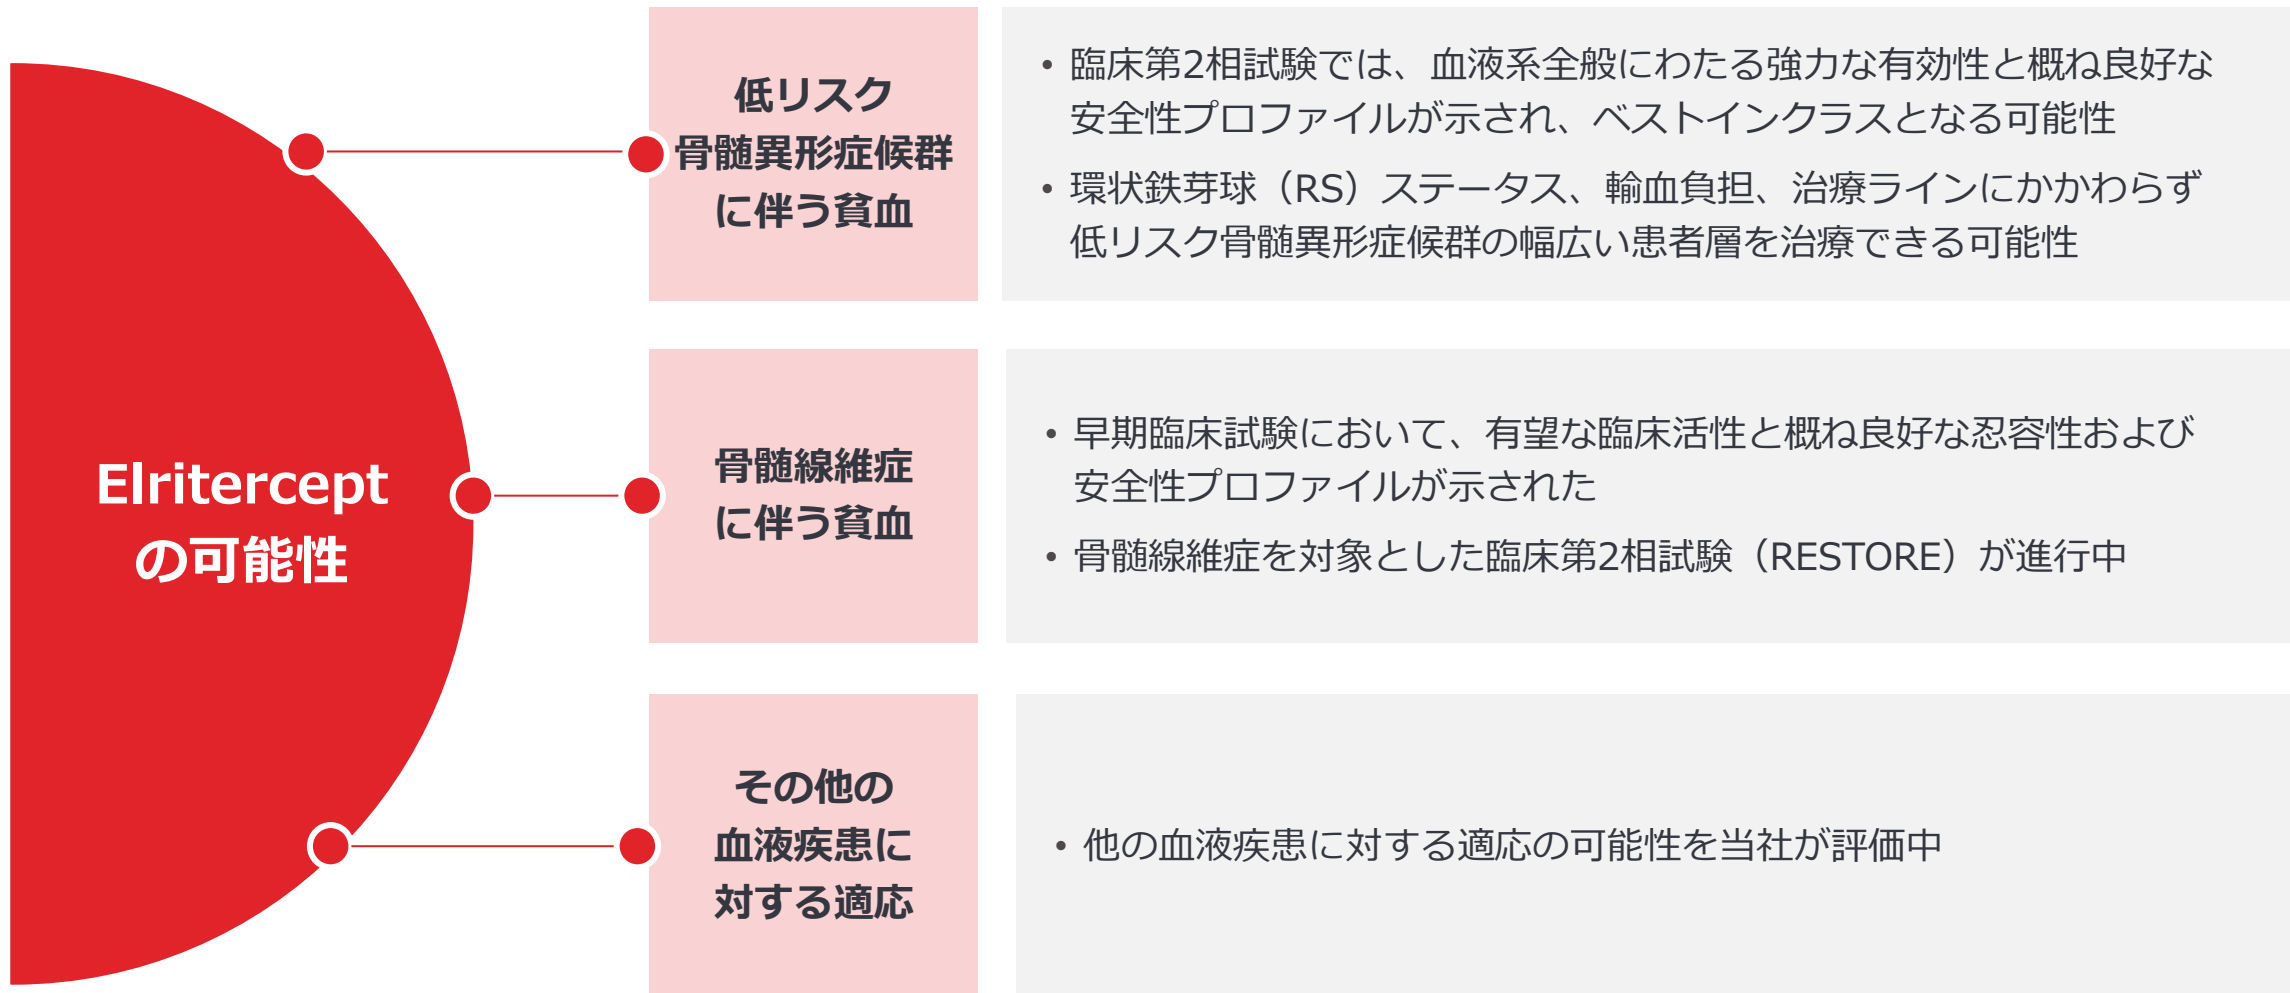 Elritercept
の可能性
低リスク
骨髄異形症候群
に伴う貧血
• 臨床第2相試験では、血液系全般にわたる強力な有効性と概ね良好な
安全性プロファイルが示され、ベストインクラスとなる可能性
• 環状鉄芽球（RS）ステータス、輸血負担、治療ラインにかかわらず
低リスク骨髄異形症候群の幅広い患者層を治療できる可能性
骨髄線維症
に伴う貧血
• 早期臨床試験において、有望な臨床活性と概ね良好な忍容性および
安全性プロファイルが示された
• 骨髄線維症を対象とした臨床第2相試験（RESTORE）が進行中
その他の
血液疾患に
対する適応
• 他の血液疾患に対する適応の可能性を当社が評価中